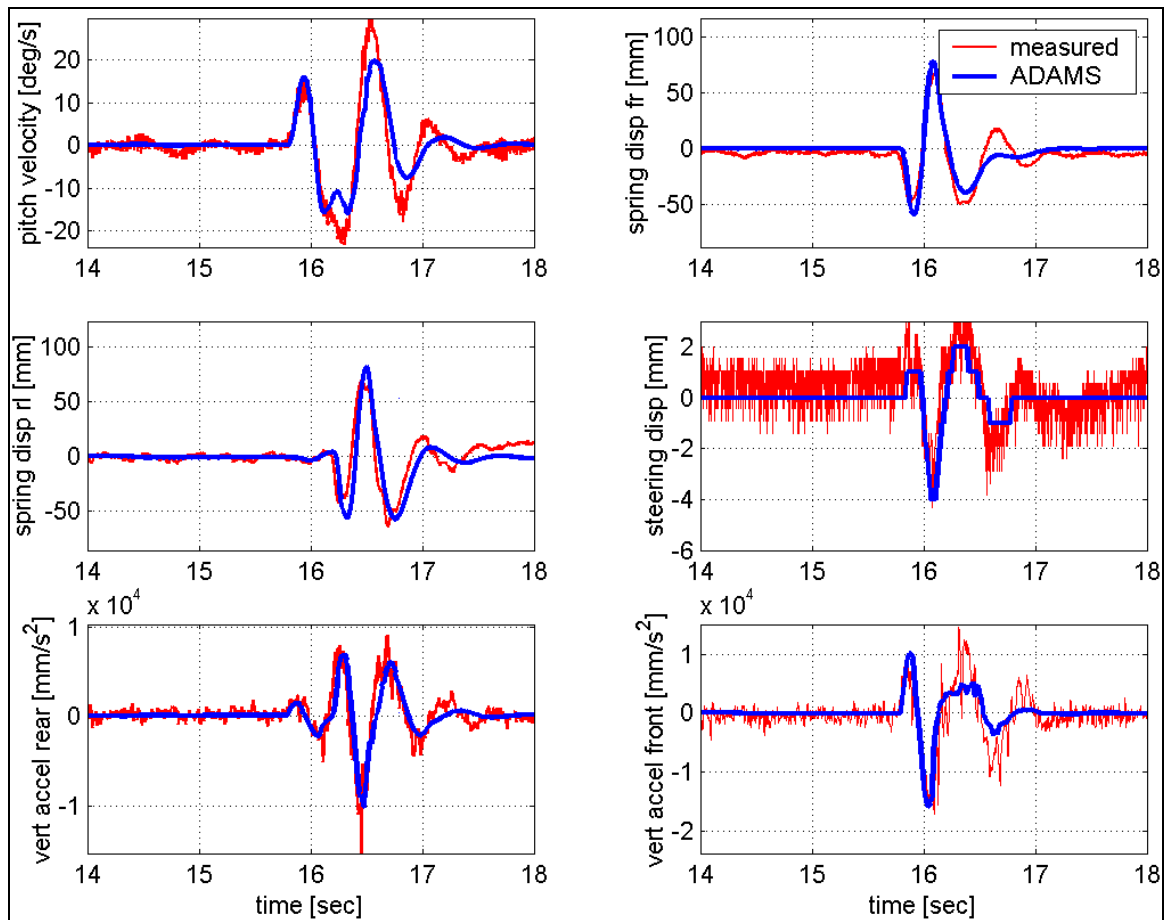 pitch velocity [deg/s]
20
10
0
-10
-20
14 15 16 17 18
spring disp fr [mm]
100
50
0
-50
14 15 16 17 18
measured
ADAMS
spring disp rl [mm]
100
50
0
-50
14 15 16 17 18
steering disp [mm]
2
0
-2
-4
-6
14 15 16 17 18
x 10^4
vert accel rear [mm/s^2]
1
0
-1
14 15 16 17 18
time [sec]
x 10^4
vert accel front [mm/s^2]
1
0
-1
-2
14 15 16 17 18
time [sec]